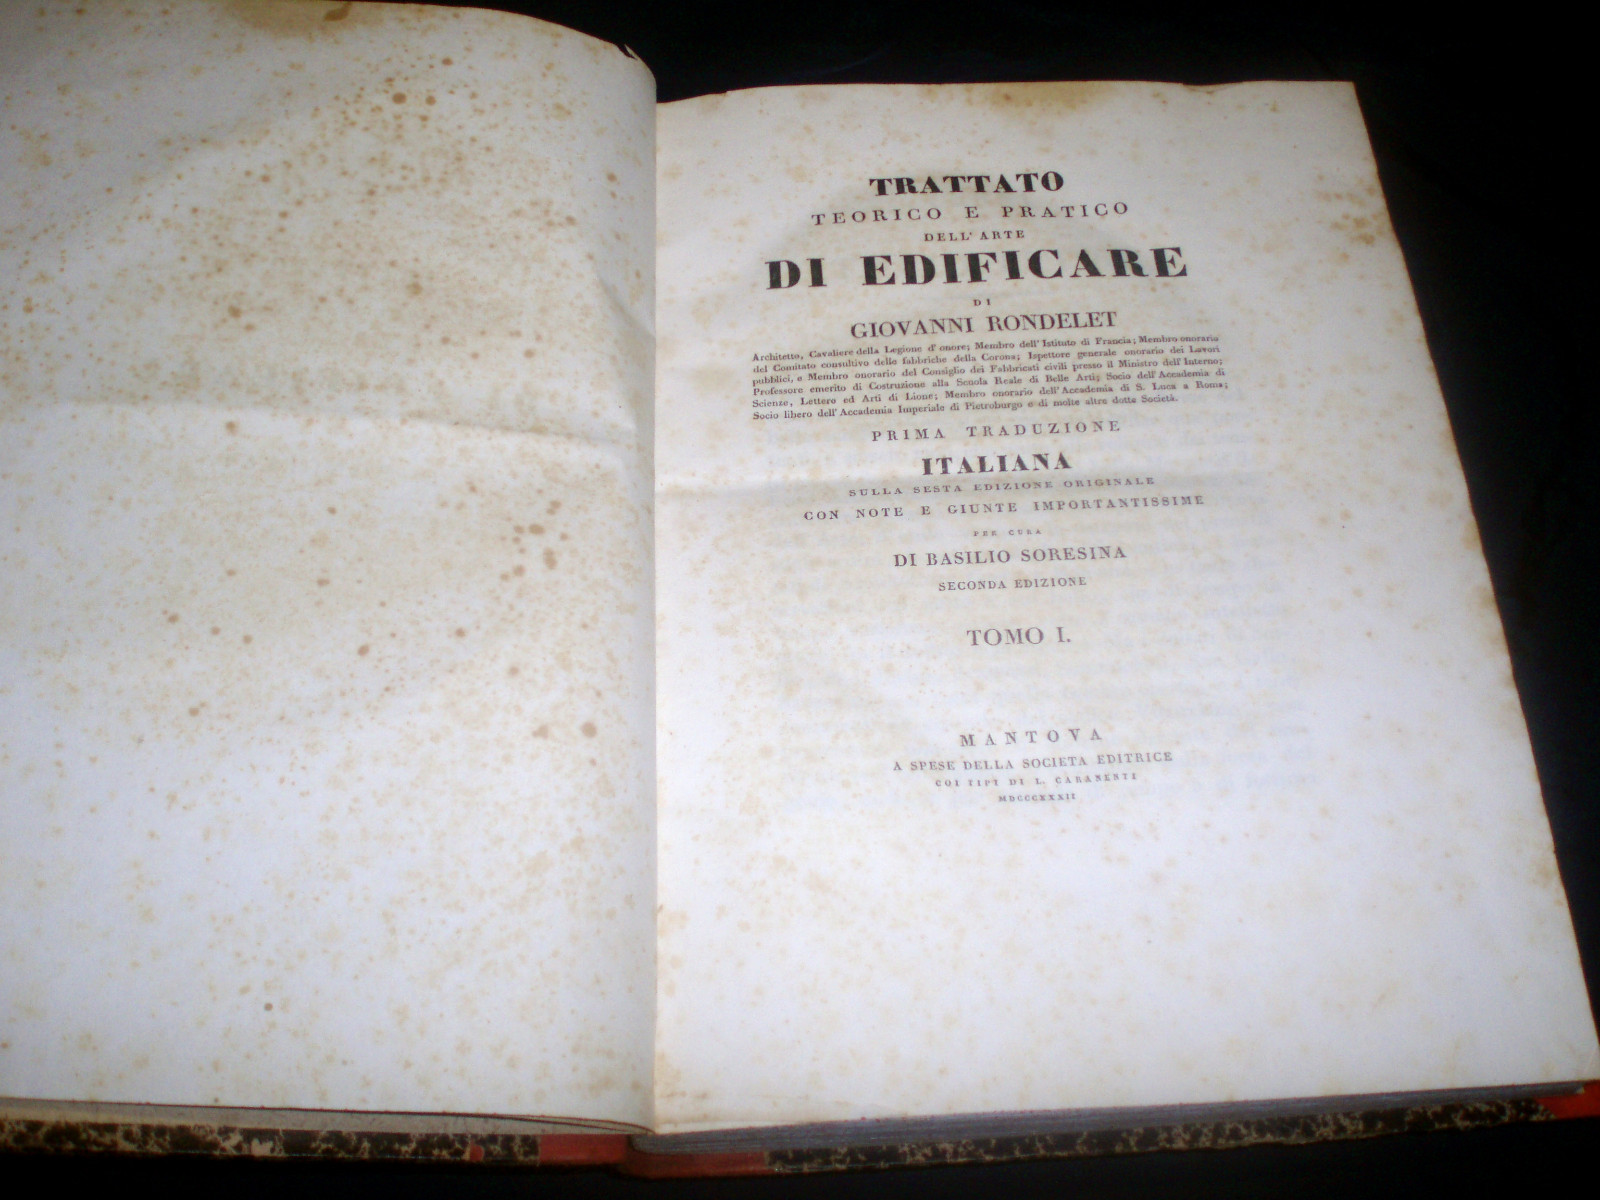 TRATTATO
TEORICO E PRATICO
DELL' ARTE
DI EDIFICARE
DI
GIOVANNI RONDELET
Architetto, Cavaliere della Legione d' onore; Membro dell' Istituto di Francia; Membro onorario
del Comitato consultivo delle fabbriche della Corona; Ispettore generale onorario dei Lavori
pubblici, e Membro onorario del Consiglio dei Fabbricati civili presso il Ministro dell' Interno;
Professore emerito di Costruzione alla Scuola Reale di Belle Arti; Socio dell' Accademia di
Scienze, Lettere ed Arti di Lione; Membro onorario dell' Accademia di S. Luca a Roma;
Socio libero dell' Accademia Imperiale di Pietroburgo e di molte altre dotte Società.
PRIMA TRADUZIONE
ITALIANA
SULLA SESTA EDIZIONE ORIGINALE
CON NOTE E GIUNTE IMPORTANTISSIME
PER CURA
DI BASILIO SORESINA
SECONDA EDIZIONE
TOMO I.
MANTOVA
A SPESE DELLA SOCIETA EDITRICE
COI TIPI DI L. CARANENTI
MDCCCXXXII